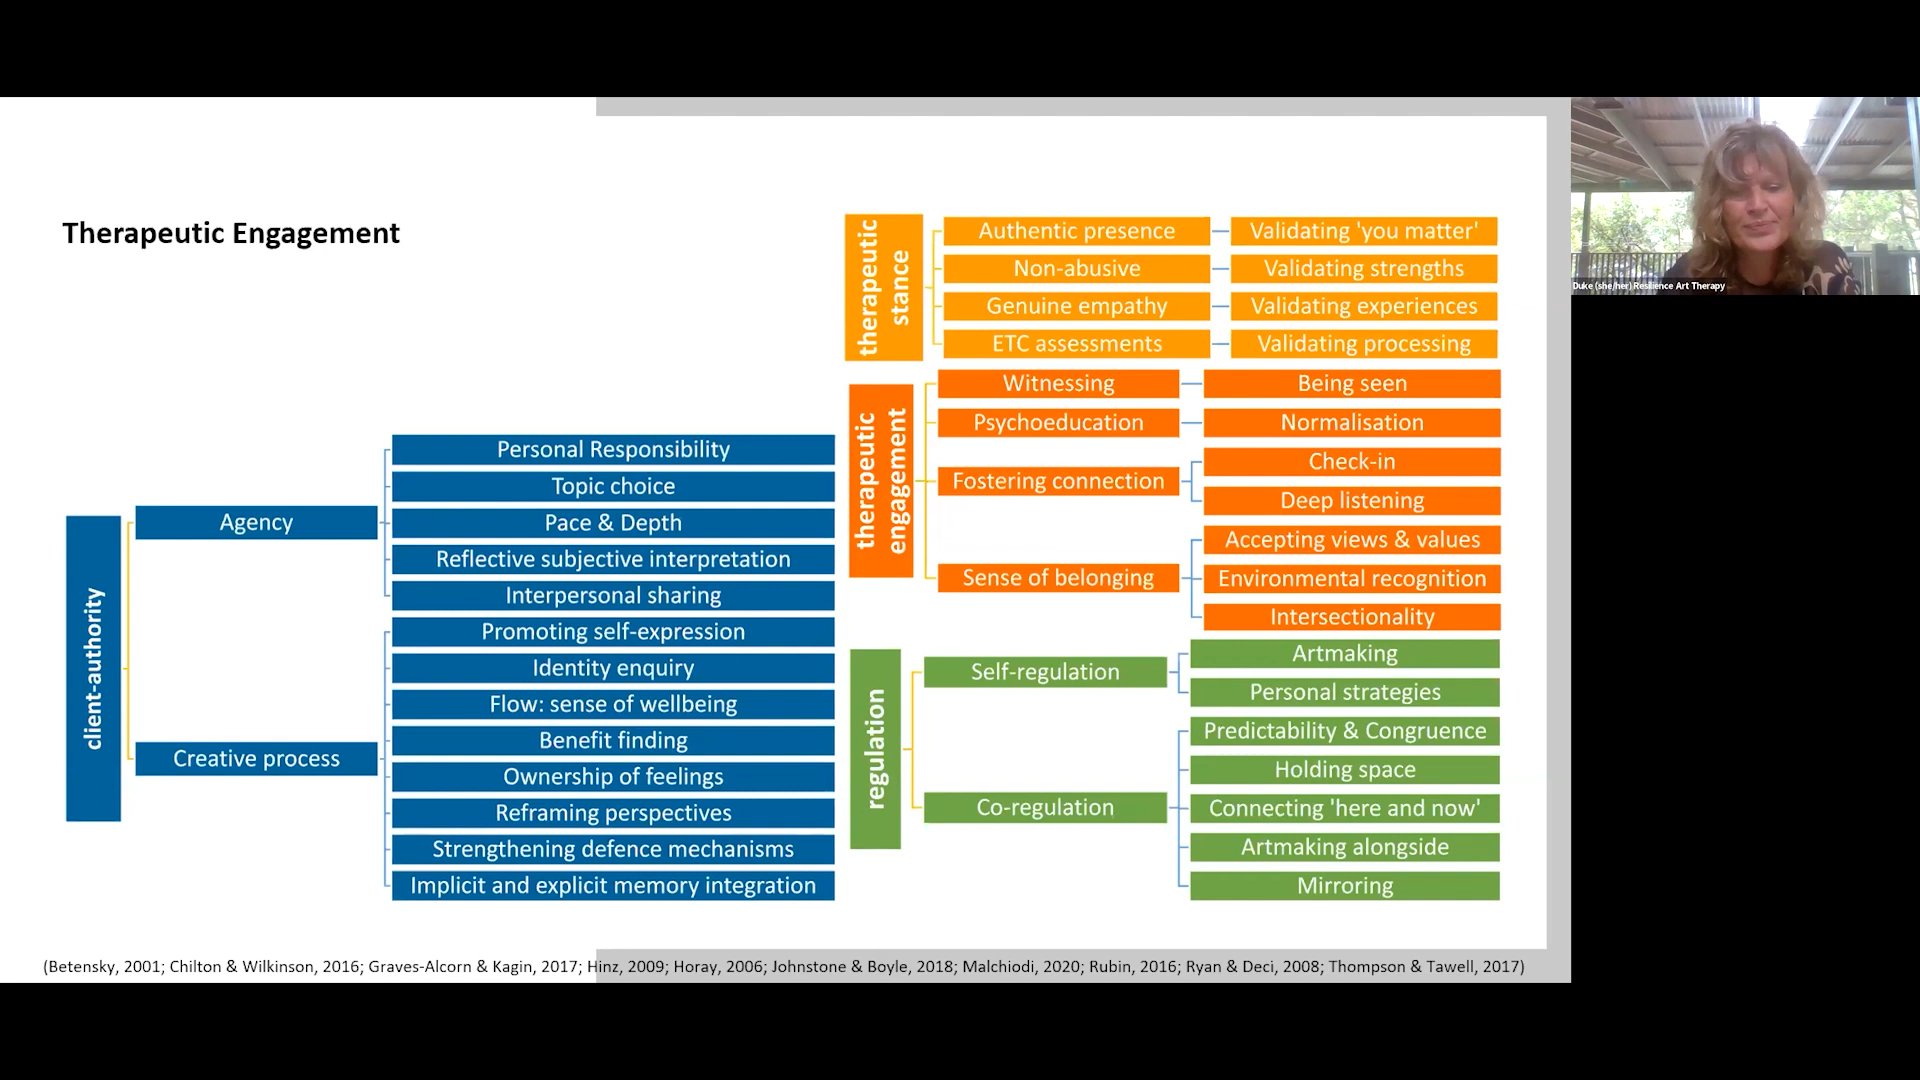 Therapeutic Engagement
client-authority
Agency
Personal Responsibility
Topic choice
Pace & Depth
Reflective subjective interpretation
Interpersonal sharing
Creative process
Promoting self-expression
Identity enquiry
Flow: sense of wellbeing
Benefit finding
Ownership of feelings
Reframing perspectives
Strengthening defence mechanisms
Implicit and explicit memory integration
therapeutic
stance
Authentic presence
Validating 'you matter'
Non-abusive
Validating strengths
Genuine empathy
Validating experiences
ETC assessments
Validating processing
therapeutic
engagement
Witnessing
Being seen
Psychoeducation
Normalisation
Fostering connection
Check-in
Deep listening
Sense of belonging
Accepting views & values
Environmental recognition
Intersectionality
regulation
Self-regulation
Artmaking
Personal strategies
Co-regulation
Predictability & Congruence
Holding space
Connecting 'here and now'
Artmaking alongside
Mirroring
(Betensky, 2001; Chilton & Wilkinson, 2016; Graves-Alcorn & Kagin, 2017; Hinz, 2009; Horay, 2006; Johnstone & Boyle, 2018; Malchiodi, 2020; Rubin, 2016; Ryan & Deci, 2008; Thompson & Tawell, 2017)
Duke (she/her) Resilience Art Therapy